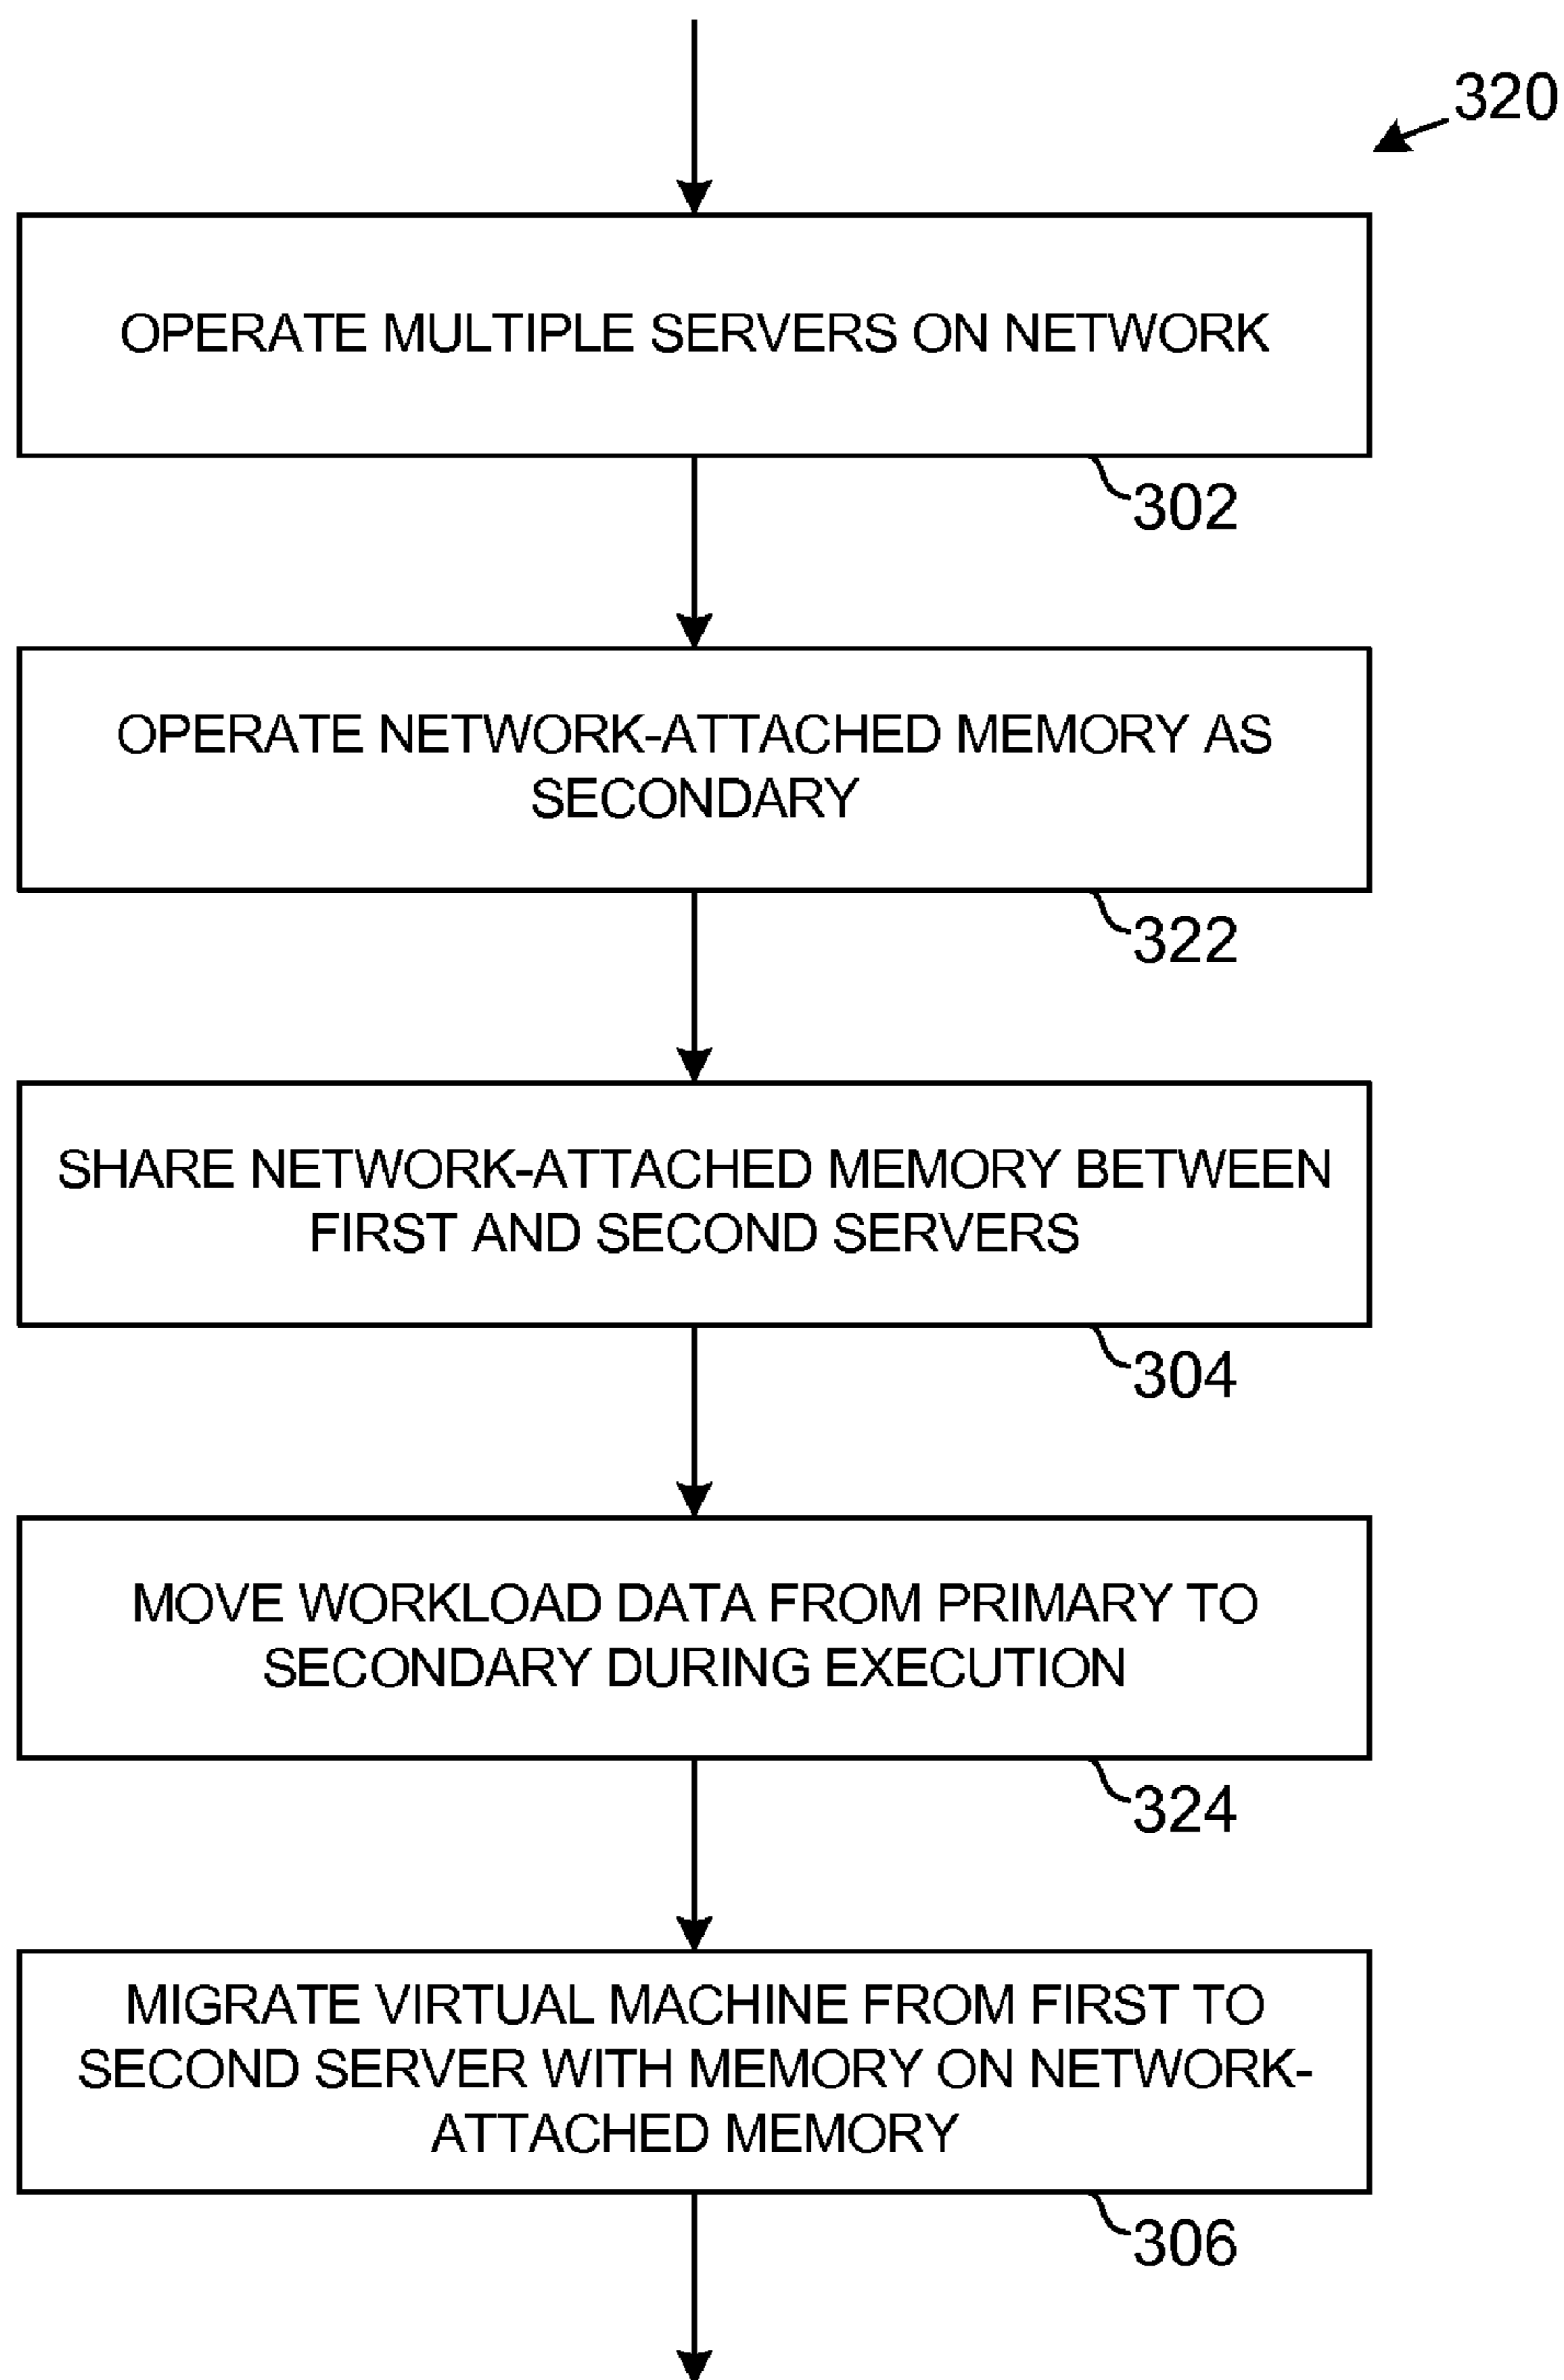 320
OPERATE MULTIPLE SERVERS ON NETWORK
302
OPERATE NETWORK-ATTACHED MEMORY AS
SECONDARY
322
SHARE NETWORK-ATTACHED MEMORY BETWEEN
FIRST AND SECOND SERVERS
304
MOVE WORKLOAD DATA FROM PRIMARY TO
SECONDARY DURING EXECUTION
324
MIGRATE VIRTUAL MACHINE FROM FIRST TO
SECOND SERVER WITH MEMORY ON NETWORK-
ATTACHED MEMORY
306